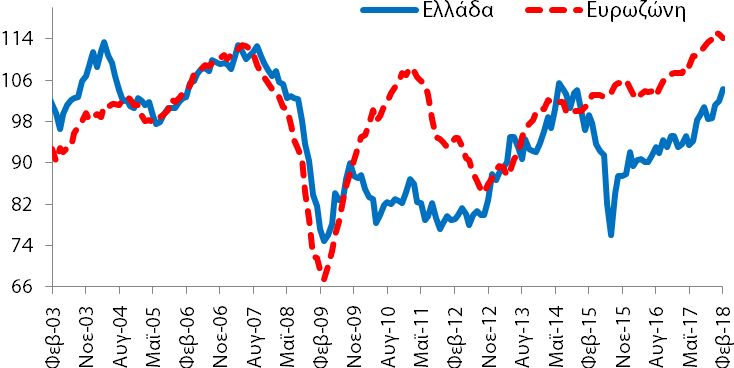 Ελλάδα Ευρωζώνη
114
106
98
90
82
74
66
Φεβ-03
Νοε-03
Αυγ-04
Μαϊ-05
Φεβ-06
Νοε-06
Αυγ-07
Μαϊ-08
Φεβ-09
Νοε-09
Αυγ-10
Μαϊ-11
Φεβ-12
Νοε-12
Αυγ-13
Μαϊ-14
Φεβ-15
Νοε-15
Αυγ-16
Μαϊ-17
Φεβ-18